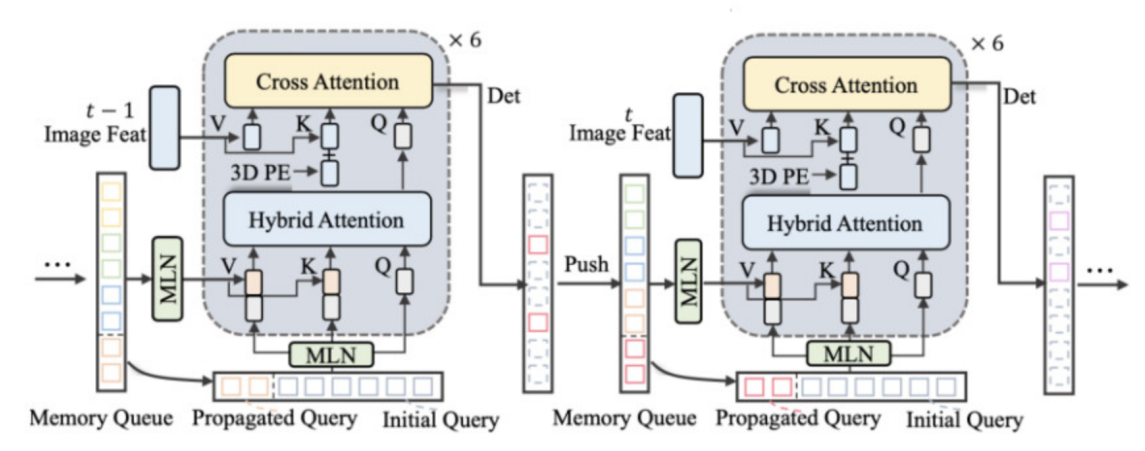 × 6
Cross Attention
Det
t − 1
Image Feat
V
K
Q
3D PE
Hybrid Attention
...
MLN
V
K
Q
MLN
Memory Queue
Propagated Query
Initial Query
Push
× 6
Cross Attention
Det
t
Image Feat
V
K
Q
3D PE
Hybrid Attention
MLN
V
K
Q
...
MLN
Memory Queue
Propagated Query
Initial Query